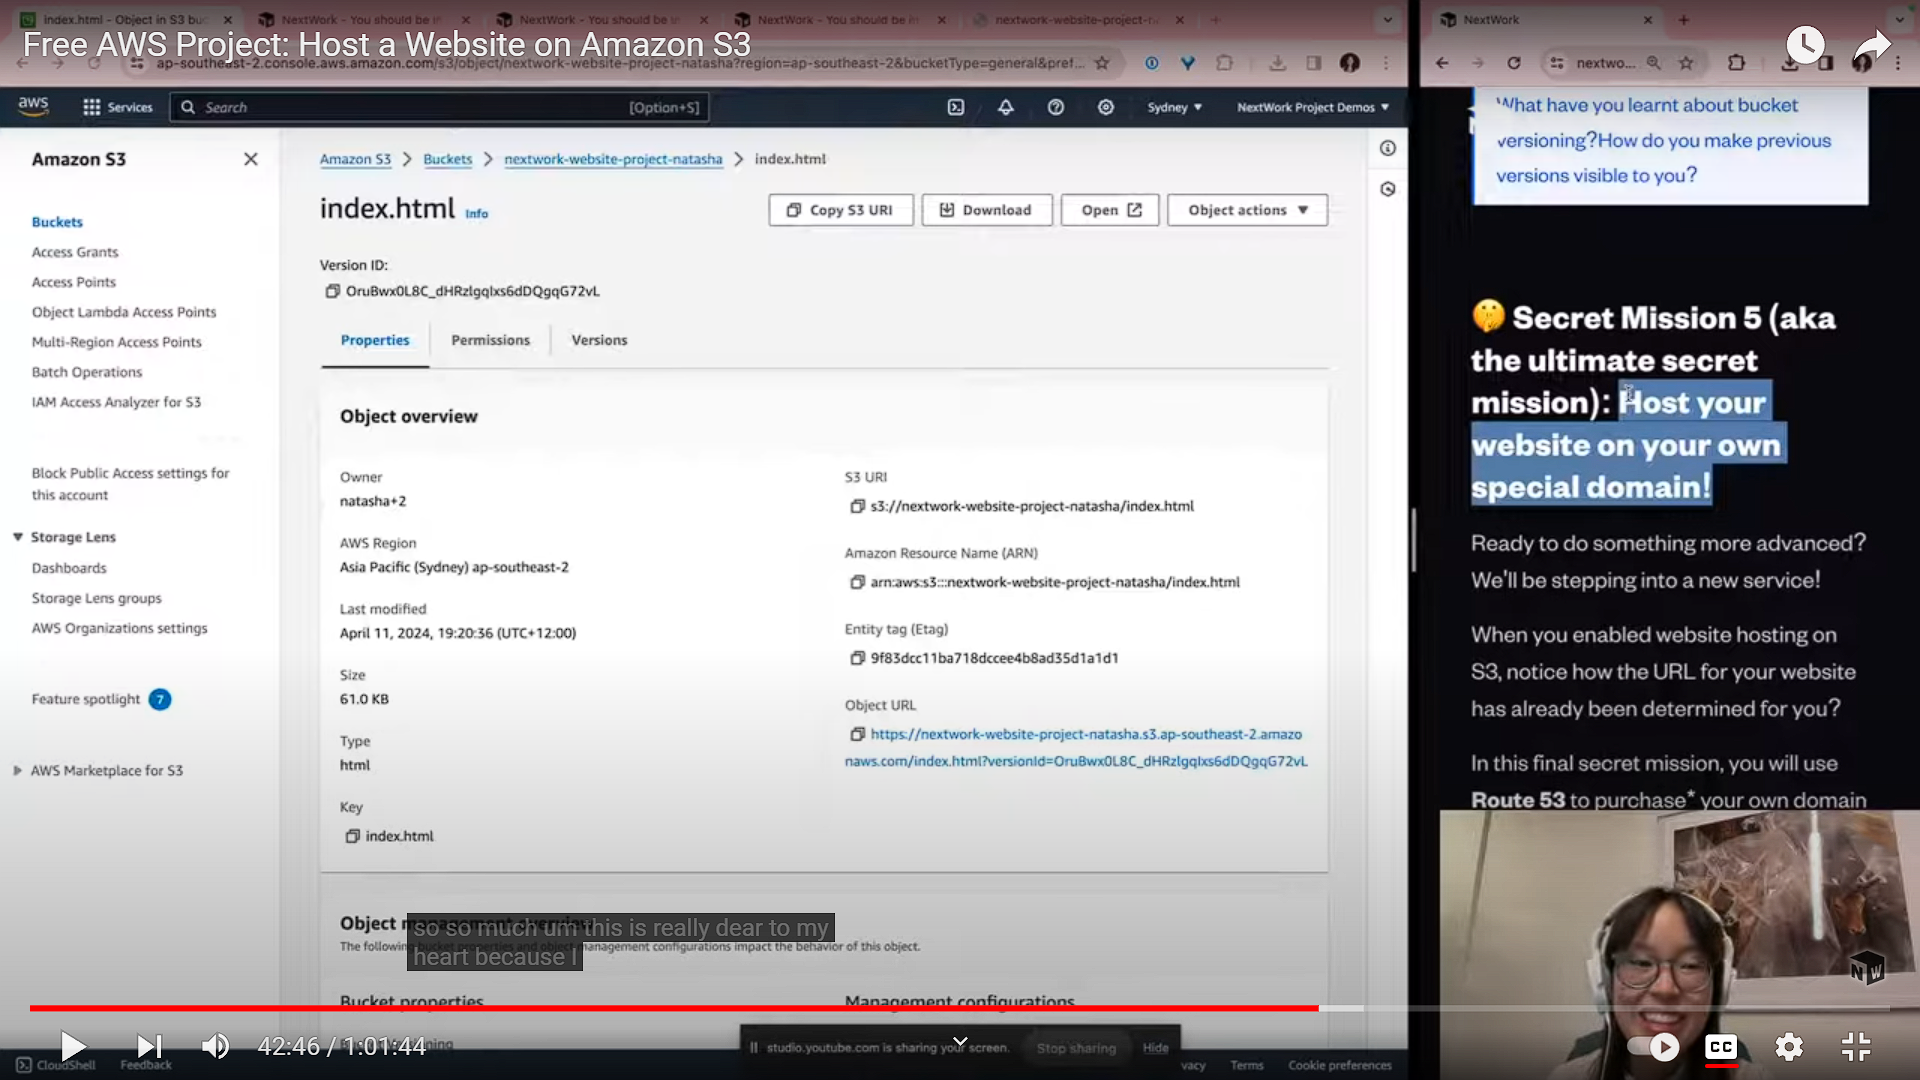 index.html - Object in S3 buc
NextWork - You should be in
NextWork - You should be in
NextWork - You should be in
nextwork-website-project-n
NextWork
Free AWS Project: Host a Website on Amazon S3
ap-southeast-2.console.aws.amazon.com/s3/object/nextwork-website-project-natasha?region=ap-southeast-2&bucketType=general&pref...
nextwo...
aws
Services
Search
[Option+S]
Sydney
NextWork Project Demos
Amazon S3
Buckets
Access Grants
Access Points
Object Lambda Access Points
Multi-Region Access Points
Batch Operations
IAM Access Analyzer for S3
Block Public Access settings for
this account
Storage Lens
Dashboards
Storage Lens groups
AWS Organizations settings
Feature spotlight 7
AWS Marketplace for S3
Amazon S3 > Buckets > nextwork-website-project-natasha > index.html
index.html Info
Copy S3 URI
Download
Open
Object actions
Version ID:
OruBwx0L8C_dHRzlgqlxs6dDQgqG72vL
Properties
Permissions
Versions
Object overview
Owner
natasha+2
AWS Region
Asia Pacific (Sydney) ap-southeast-2
Last modified
April 11, 2024, 19:20:36 (UTC+12:00)
Size
61.0 KB
Type
html
Key
index.html
S3 URI
s3://nextwork-website-project-natasha/index.html
Amazon Resource Name (ARN)
arn:aws:s3:::nextwork-website-project-natasha/index.html
Entity tag (Etag)
9f83dcc11ba718dccee4b8ad35d1a1d1
Object URL
https://nextwork-website-project-natasha.s3.ap-southeast-2.amazo
naws.com/index.html?versionId=OruBwx0L8C_dHRzlgqlxs6dDQgqG72vL
Object management overview
The following bucket properties and object management configurations impact the behavior of this object.
so so much um this is really dear to my
heart because I
Bucket properties
Management configurations
What have you learnt about bucket
versioning?How do you make previous
versions visible to you?
Secret Mission 5 (aka
the ultimate secret
mission): Host your
website on your own
special domain!
Ready to do something more advanced?
We'll be stepping into a new service!
When you enabled website hosting on
S3, notice how the URL for your website
has already been determined for you?
In this final secret mission, you will use
Route 53 to purchase* your own domain
NW
42:46 / 1:01:44
studio.youtube.com is sharing your screen.
Stop sharing
Hide
CC
CloudShell
Feedback
vacy
Terms
Cookie preferences